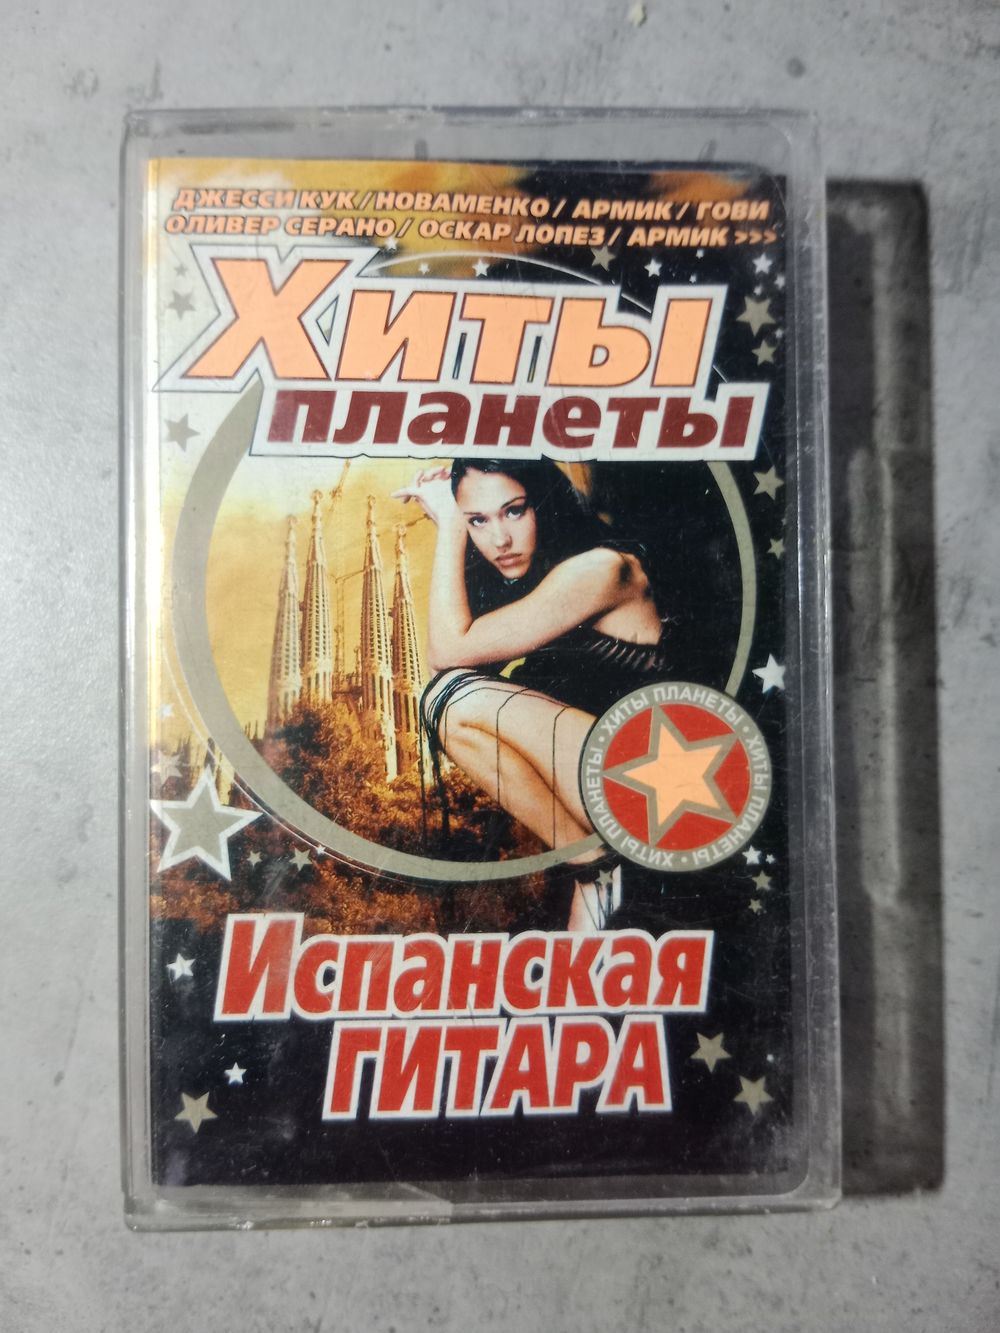 ДЖЕССИ КУК / НОВАМЕНКО / АРМИК / ГОВИ
ОЛИВЕР СЕРАНО / ОСКАР ЛОПЕЗ / АРМИК >>>
Хиты
планеты
ХИТЫ ПЛАНЕТЫ • ХИТЫ ПЛАНЕТЫ • ХИТЫ ПЛАНЕТЫ •
Испанская
ГИТАРА